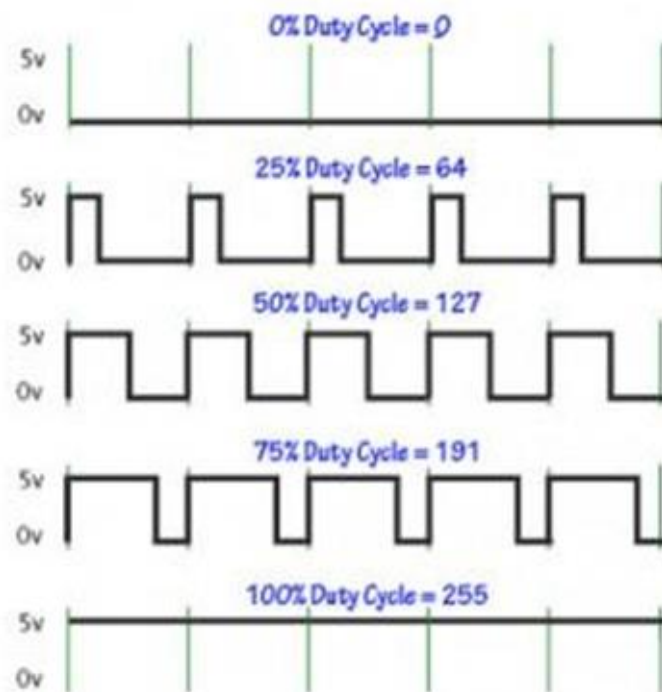 0% Duty Cycle = 0
5v
0v
25% Duty Cycle = 64
5v
0v
50% Duty Cycle = 127
5v
0v
75% Duty Cycle = 191
5v
0v
100% Duty Cycle = 255
5v
0v